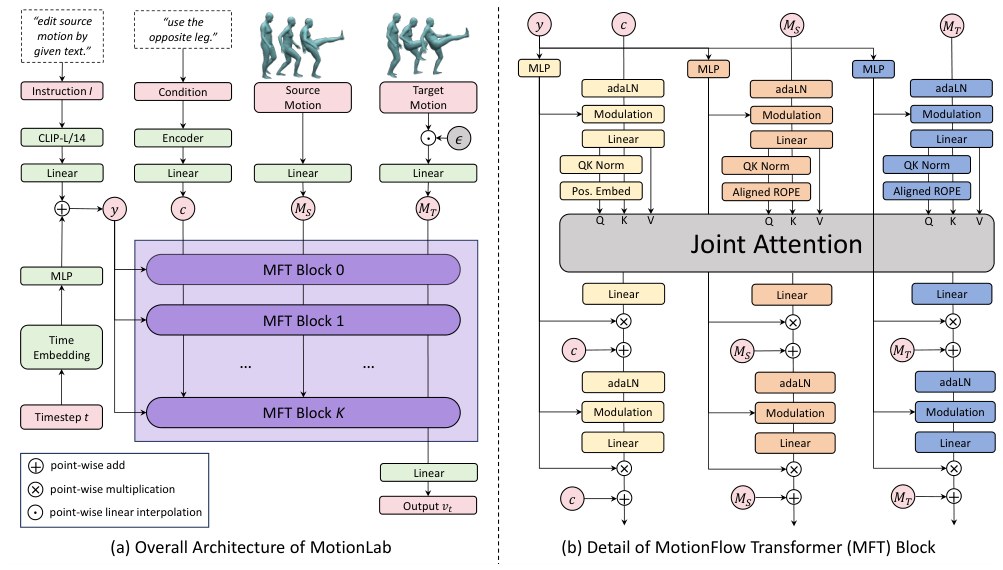 "edit source
motion by
given text."
"use the
opposite leg."
Instruction I
Condition
Source
Motion
Target
Motion
CLIP-L/14
Encoder
ϵ
Linear
Linear
Linear
Linear
y
c
M_S
M_T
MFT Block 0
MLP
MFT Block 1
Time
Embedding
...
...
Timestep t
MFT Block K
Linear
Output v_t
point-wise add
point-wise multiplication
point-wise linear interpolation
(a) Overall Architecture of MotionLab
y
c
M_S
M_T
MLP
MLP
MLP
adaLN
adaLN
adaLN
Modulation
Modulation
Modulation
Linear
Linear
Linear
QK Norm
QK Norm
QK Norm
Pos. Embed
Aligned ROPE
Aligned ROPE
Q K V
Q K V
Q K V
Joint Attention
Linear
Linear
Linear
c
M_S
M_T
adaLN
adaLN
adaLN
Modulation
Modulation
Modulation
Linear
Linear
Linear
c
M_S
M_T
(b) Detail of MotionFlow Transformer (MFT) Block